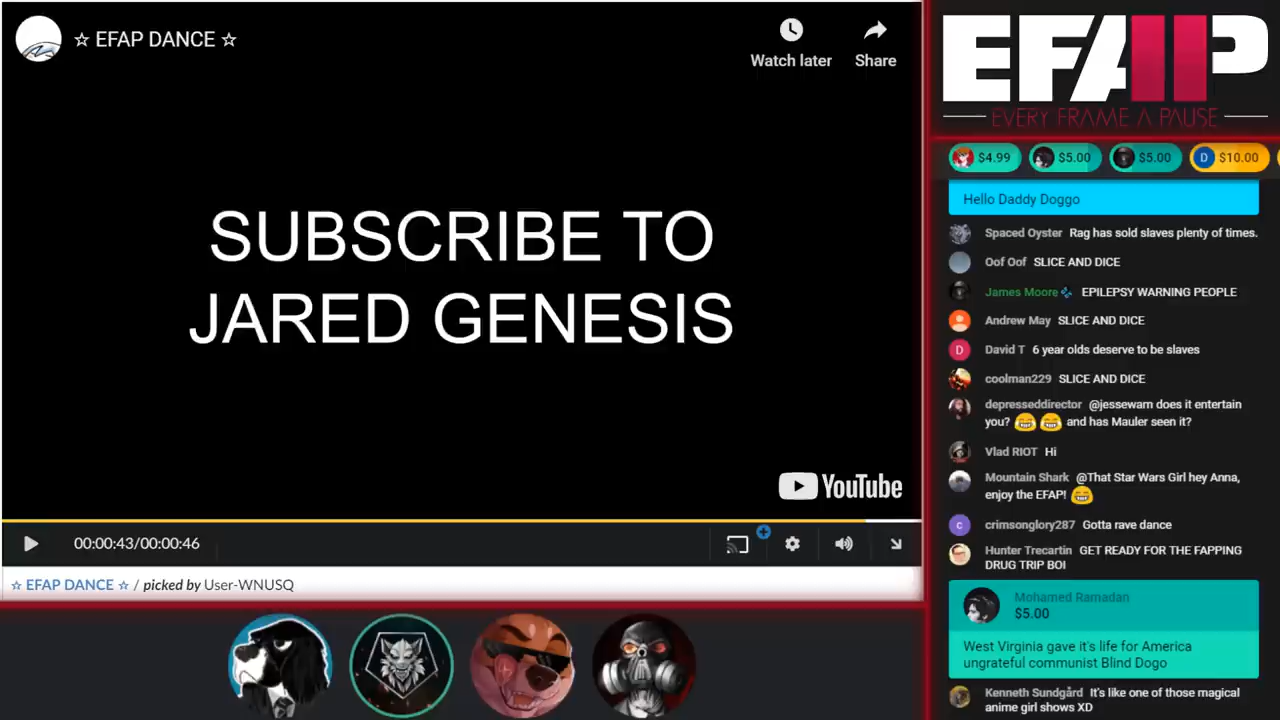 ☆ EFAP DANCE ☆
Watch later
Share
SUBSCRIBE TO
JARED GENESIS
YouTube
00:00:43/00:00:46
☆ EFAP DANCE ☆ / picked by User-WNUSQ
EFAP
EVERY FRAME A PAUSE
$4.99
$5.00
$5.00
D $10.00
Hello Daddy Doggo
Spaced Oyster Rag has sold slaves plenty of times.
Oof Oof SLICE AND DICE
James Moore EPILEPSY WARNING PEOPLE
Andrew May SLICE AND DICE
D David T 6 year olds deserve to be slaves
coolman229 SLICE AND DICE
depresseddirector @jessewam does it entertain
you? 😂 😂 and has Mauler seen it?
Vlad RIOT Hi
Mountain Shark @That Star Wars Girl hey Anna,
enjoy the EFAP! 😂
c crimsonglory287 Gotta rave dance
Hunter Trecartin GET READY FOR THE FAPPING
DRUG TRIP BOI
Mohamed Ramadan
$5.00
West Virginia gave it's life for America
ungrateful communist Blind Dogo
Kenneth Sundgård It's like one of those magical
anime girl shows XD